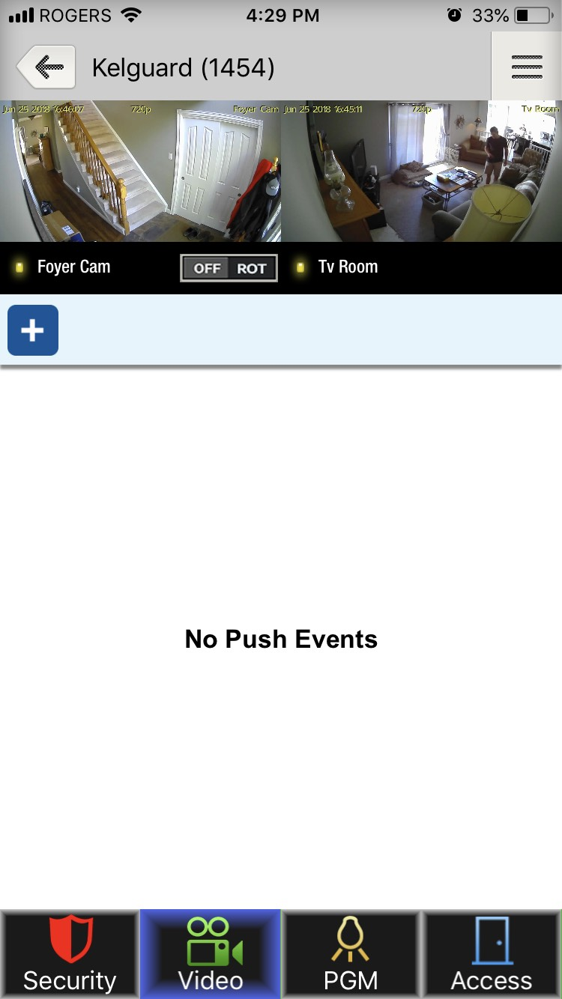 ROGERS 4:29 PM 33%
Kelguard (1454)
Jun 25 2018 16:46:07 720p Foyer Cam
Jun 25 2018 16:45:11 720p Tv Room
Foyer Cam OFF ROT Tv Room
+
No Push Events
Security Video PGM Access